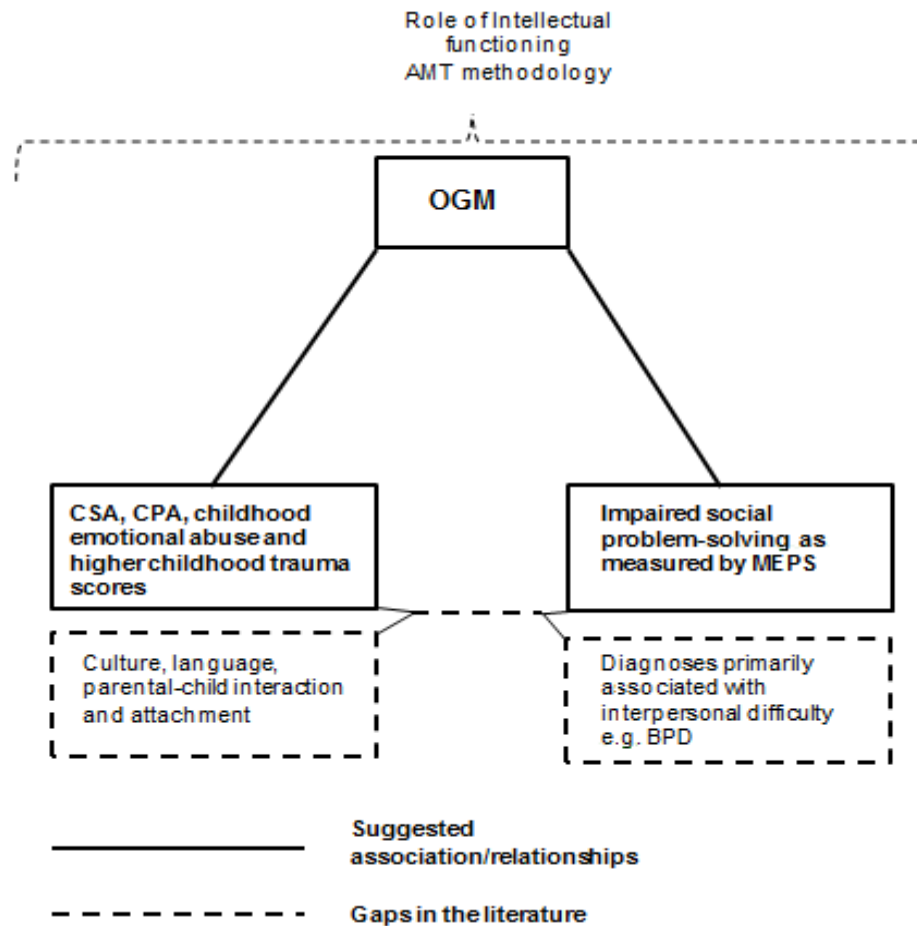 Role of Intellectual
functioning
AMT methodology
OGM
CSA, CPA, childhood
emotional abuse and
higher childhood trauma
scores
Impaired social
problem-solving as
measured by MEPS
Culture, language,
parental-child interaction
and attachment
Diagnoses primarily
associated with
interpersonal difficulty
e.g. BPD
Suggested
association/relationships
Gaps in the literature